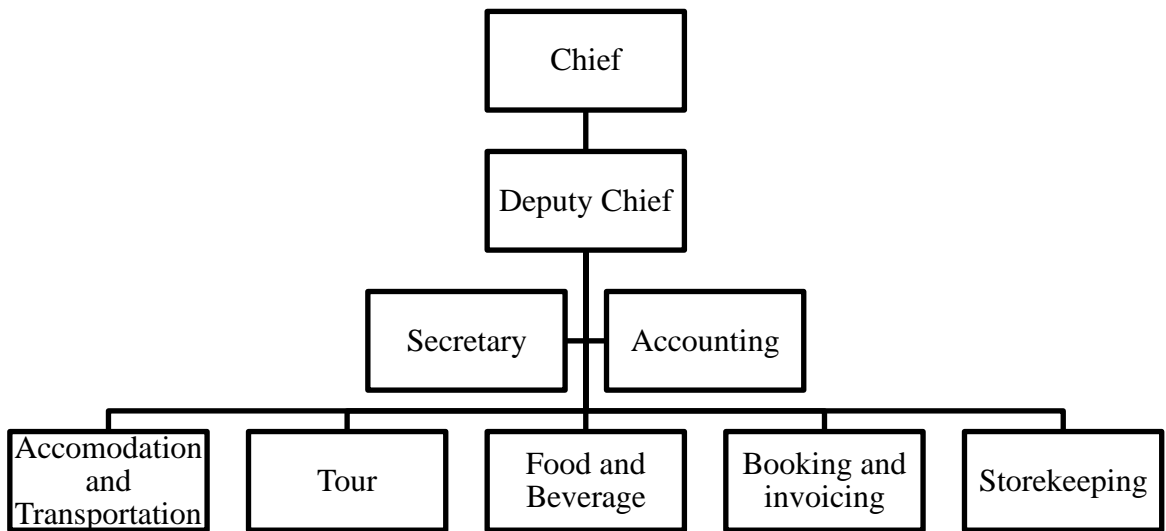 Chief
Deputy Chief
Secretary
Accounting
Accomodation
and
Transportation
Tour
Food and
Beverage
Booking and
invoicing
Storekeeping